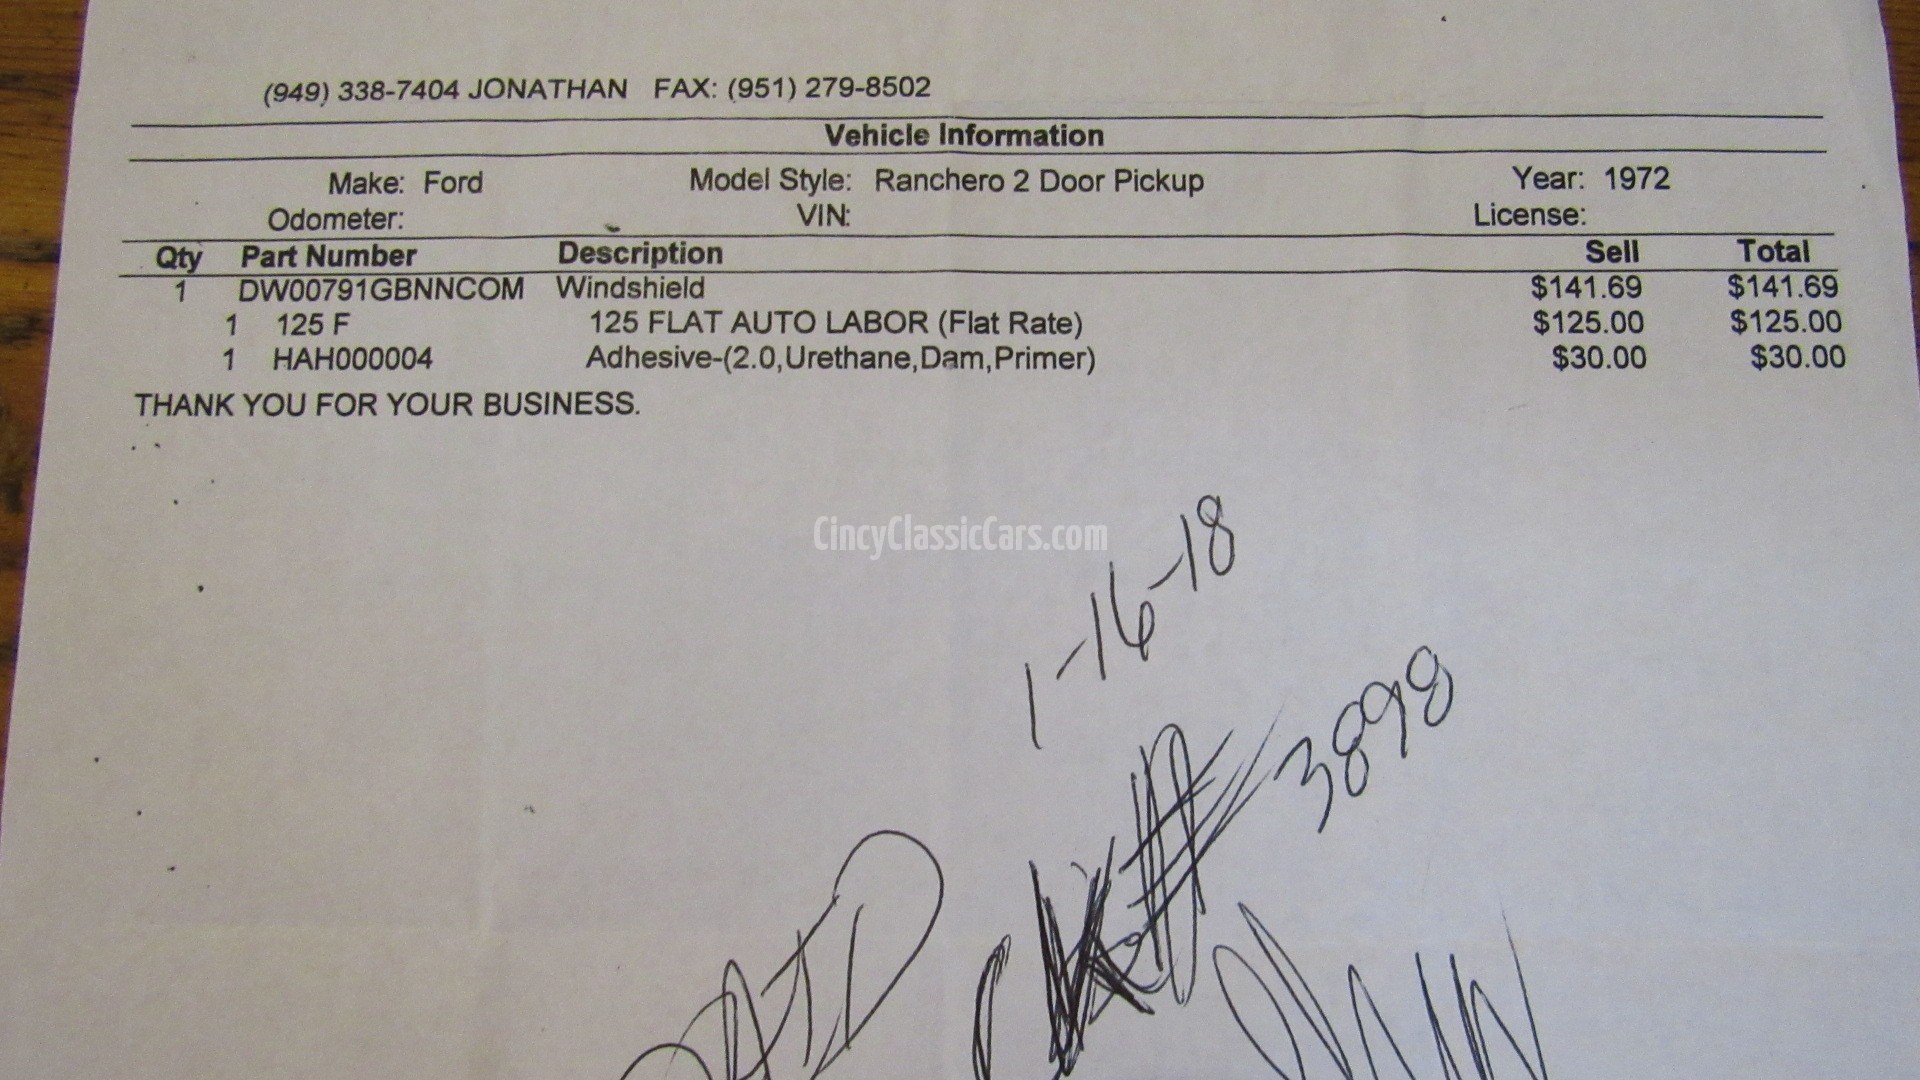 (949) 338-7404 JONATHAN FAX: (951) 279-8502
Vehicle Information
Make: Ford Model Style: Ranchero 2 Door Pickup Year: 1972
Odometer: VIN: License:
Qty Part Number Description Sell Total
1 DW00791GBNNCOM Windshield $141.69 $141.69
1 125 F 125 FLAT AUTO LABOR (Flat Rate) $125.00 $125.00
1 HAH000004 Adhesive-(2.0,Urethane,Dam,Primer) $30.00 $30.00
THANK YOU FOR YOUR BUSINESS.
CincyClassicCars.com
1-16-18
CK# 3898
PAID